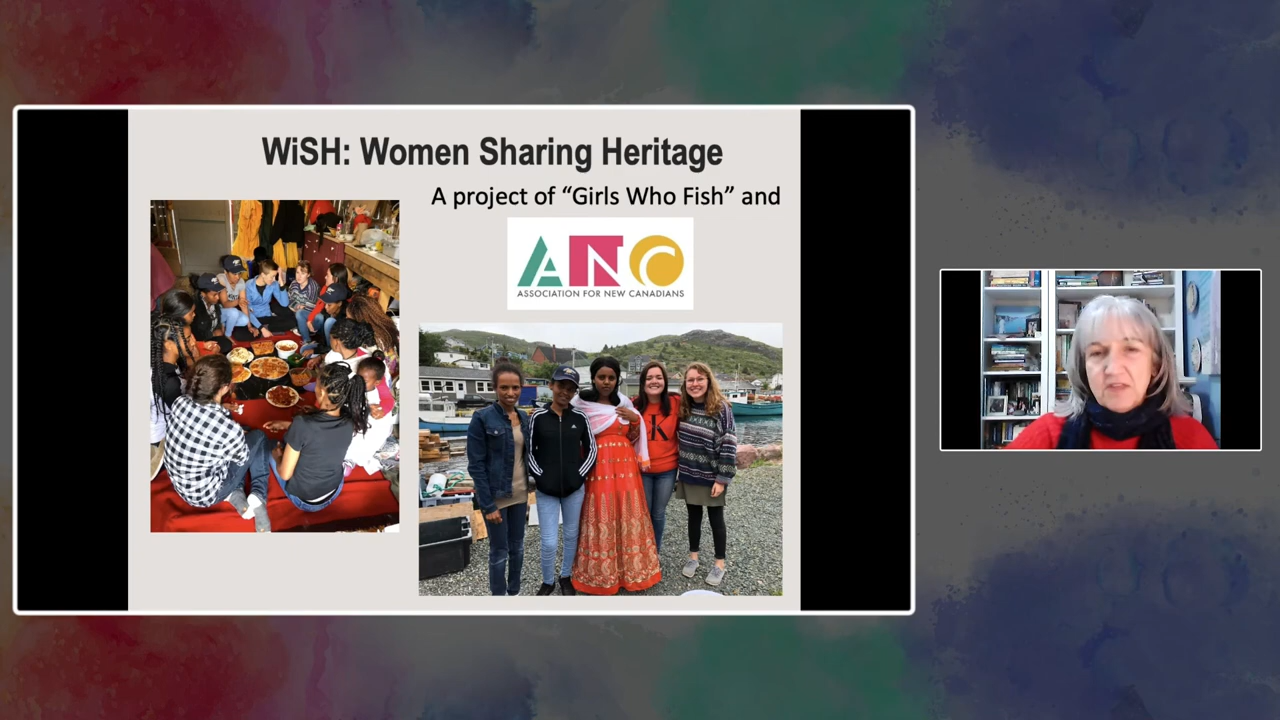 WiSH: Women Sharing Heritage
A project of “Girls Who Fish” and
ANC
ASSOCIATION FOR NEW CANADIANS
K